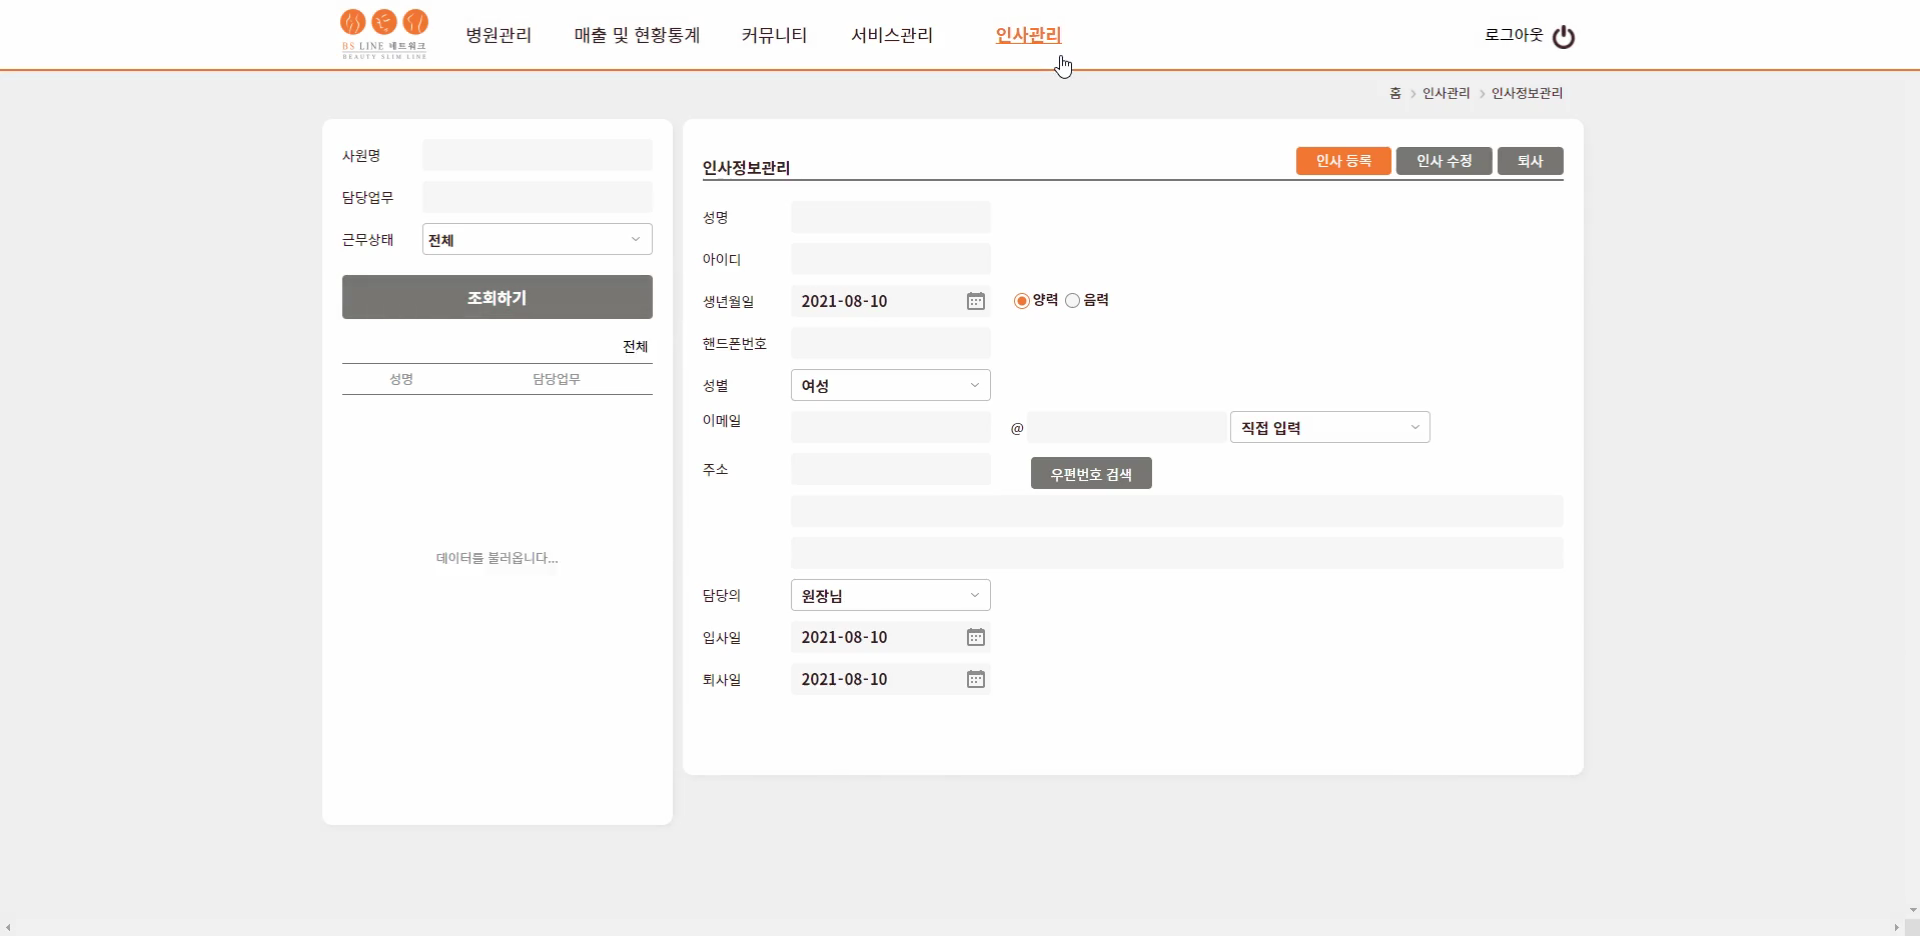 BS LINE 네트워크
BEAUTY SLIM LINE
병원관리 매출 및 현황통계 커뮤니티 서비스관리 인사관리 로그아웃
홈 > 인사관리 > 인사정보관리
사원명
담당업무
근무상태 전체
조회하기
전체
성명 담당업무
데이터를 불러옵니다...
인사정보관리 인사 등록 인사 수정 퇴사
성명
아이디
생년월일 2021-08-10 양력 음력
핸드폰번호
성별 여성
이메일 @ 직접 입력
주소 우편번호 검색
담당의 원장님
입사일 2021-08-10
퇴사일 2021-08-10